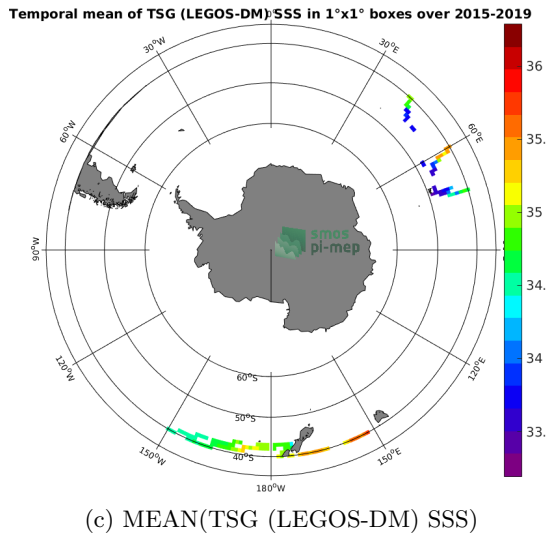 Temporal mean of TSG (LEGOS-DM) SSS in 1°x1° boxes over 2015-2019
30°W
30°E
36
60°W
60°E
35.
35
smos
pi-mep
90°W
34.
34
120°W
60°S
120°E
33.
50°S
150°W
40°S
150°E
180°W
(c) MEAN(TSG (LEGOS-DM) SSS)